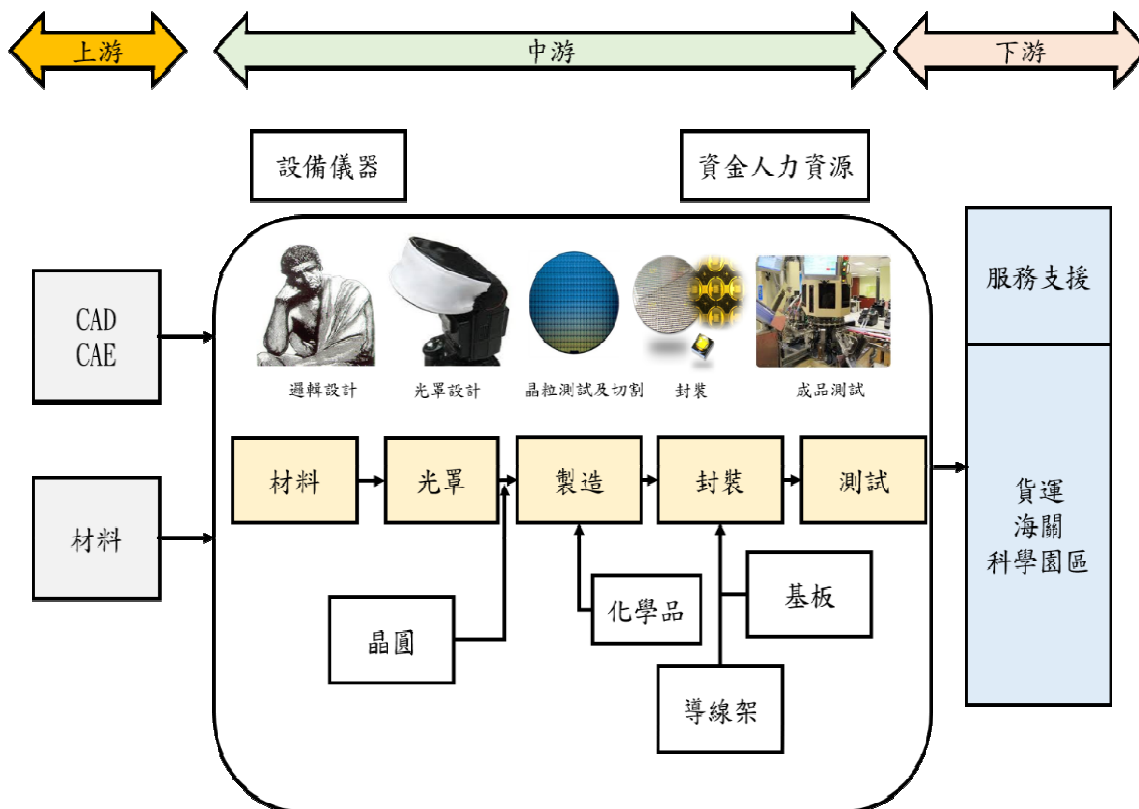 上游
中游
下游
設備儀器
資金人力資源
CAD
CAE
材料
邏輯設計
光罩設計
晶粒測試及切割
封裝
成品測試
材料
光罩
製造
封裝
測試
晶圓
化學品
基板
導線架
服務支援
貨運
海關
科學園區